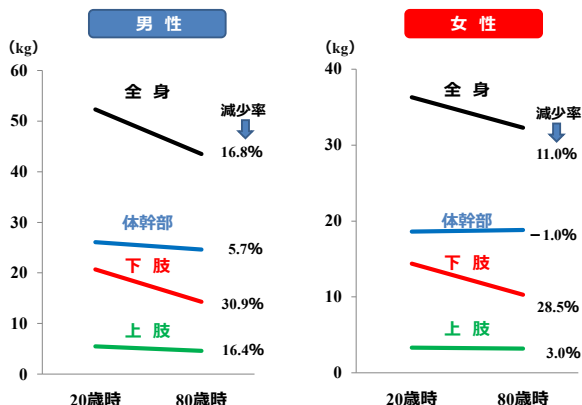 男 性
(kg)
60
50
40
30
20
10
0
全 身
減少率
16.8%
体幹部
5.7%
下 肢
30.9%
上 肢
16.4%
20歳時
80歳時
女 性
(kg)
40
30
20
10
0
全 身
減少率
11.0%
体幹部
－1.0%
下 肢
28.5%
上 肢
3.0%
20歳時
80歳時